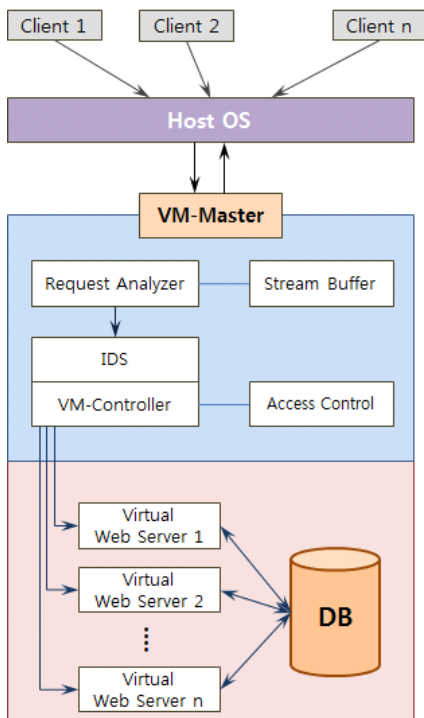 Client 1
Client 2
Client n
Host OS
VM-Master
Request Analyzer
Stream Buffer
IDS
VM-Controller
Access Control
Virtual
Web Server 1
Virtual
Web Server 2
DB
Virtual
Web Server n